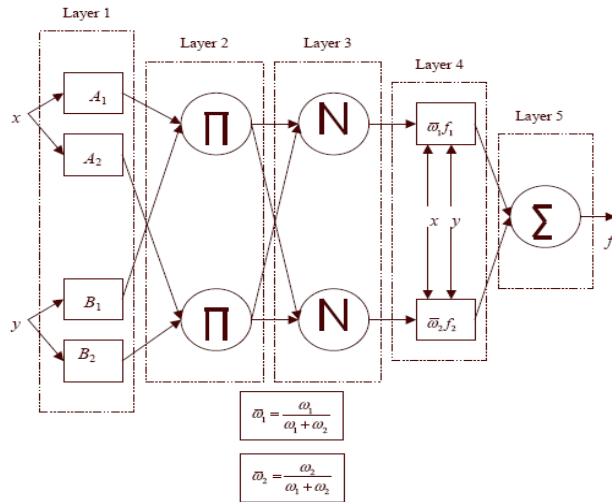 Layer 1
Layer 2
Layer 3
Layer 4
Layer 5
x
A₁
A₂
y
B₁
B₂
∏
∏
N
N
ϖ₁f₁
x y
ϖ₂f₂
∑
f
ϖ₁ = ω₁ / (ω₁ + ω₂)
ϖ₂ = ω₂ / (ω₁ + ω₂)